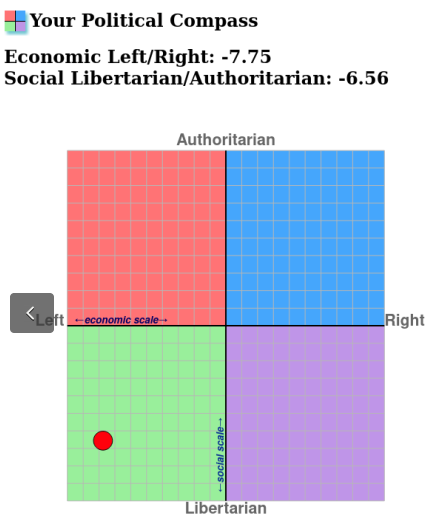 Your Political Compass
Economic Left/Right: -7.75
Social Libertarian/Authoritarian: -6.56
Authoritarian
Left
←economic scale→
Right
←social scale→
Libertarian